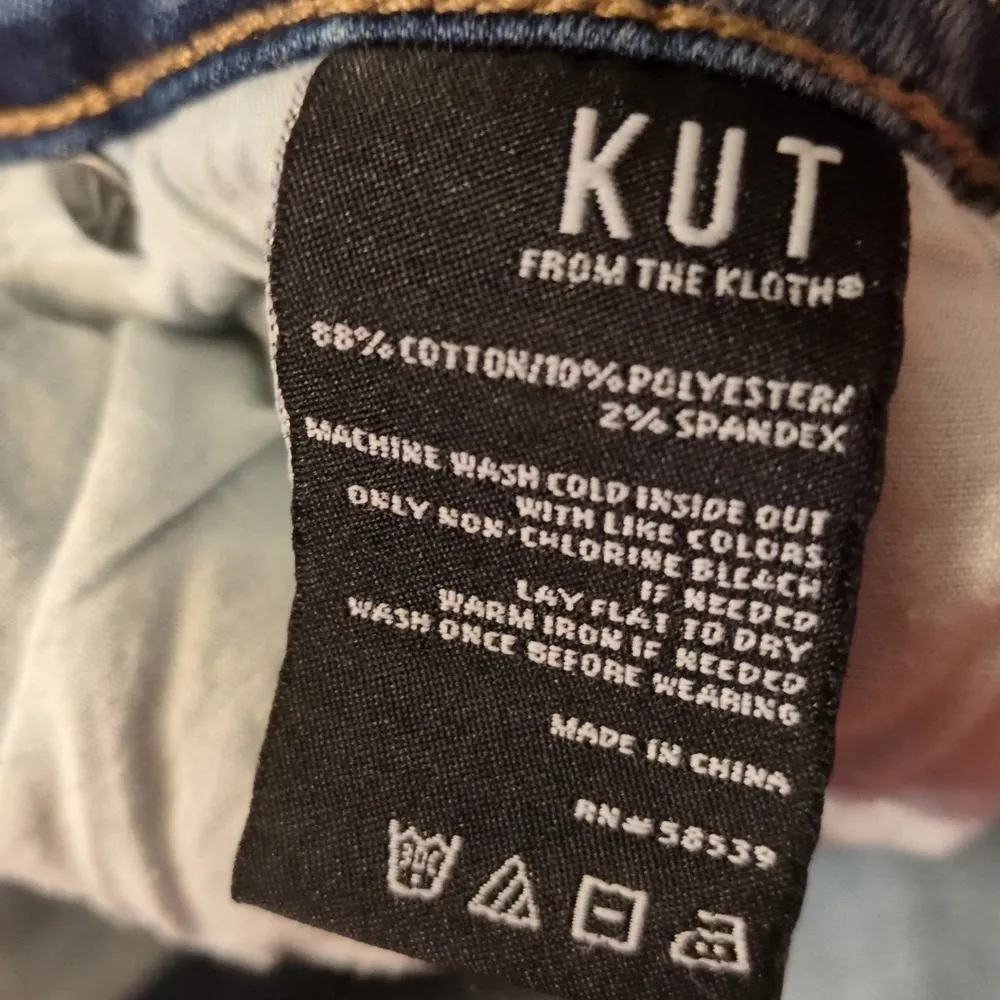 KUT
FROM THE KLOTH®
88% COTTON/10% POLYESTER/
2% SPANDEX
MACHINE WASH COLD INSIDE OUT
WITH LIKE COLORS
ONLY NON-CHLORINE BLEACH
IF NEEDED
LAY FLAT TO DRY
WARM IRON IF NEEDED
WASH ONCE BEFORE WEARING
MADE IN CHINA
RN# 58539